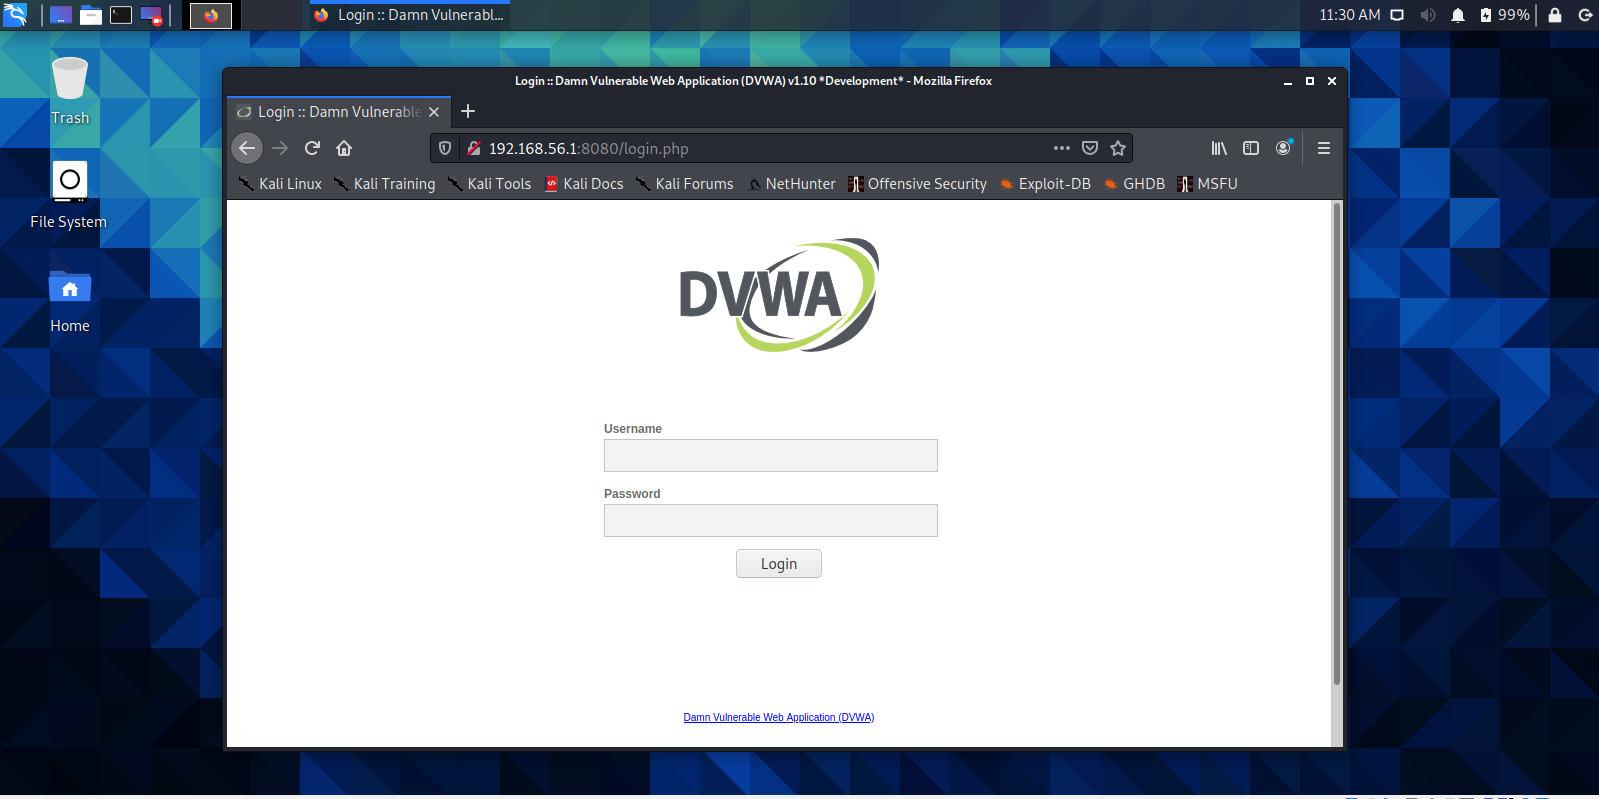 Login :: Damn Vulnerabl...
11:30 AM
99%
Trash
File System
Home
Login :: Damn Vulnerable Web Application (DVWA) v1.10 *Development* - Mozilla Firefox
Login :: Damn Vulnerable
192.168.56.1:8080/login.php
Kali Linux Kali Training Kali Tools Kali Docs Kali Forums NetHunter Offensive Security Exploit-DB GHDB MSFU
DVWA
Username
Password
Login
Damn Vulnerable Web Application (DVWA)